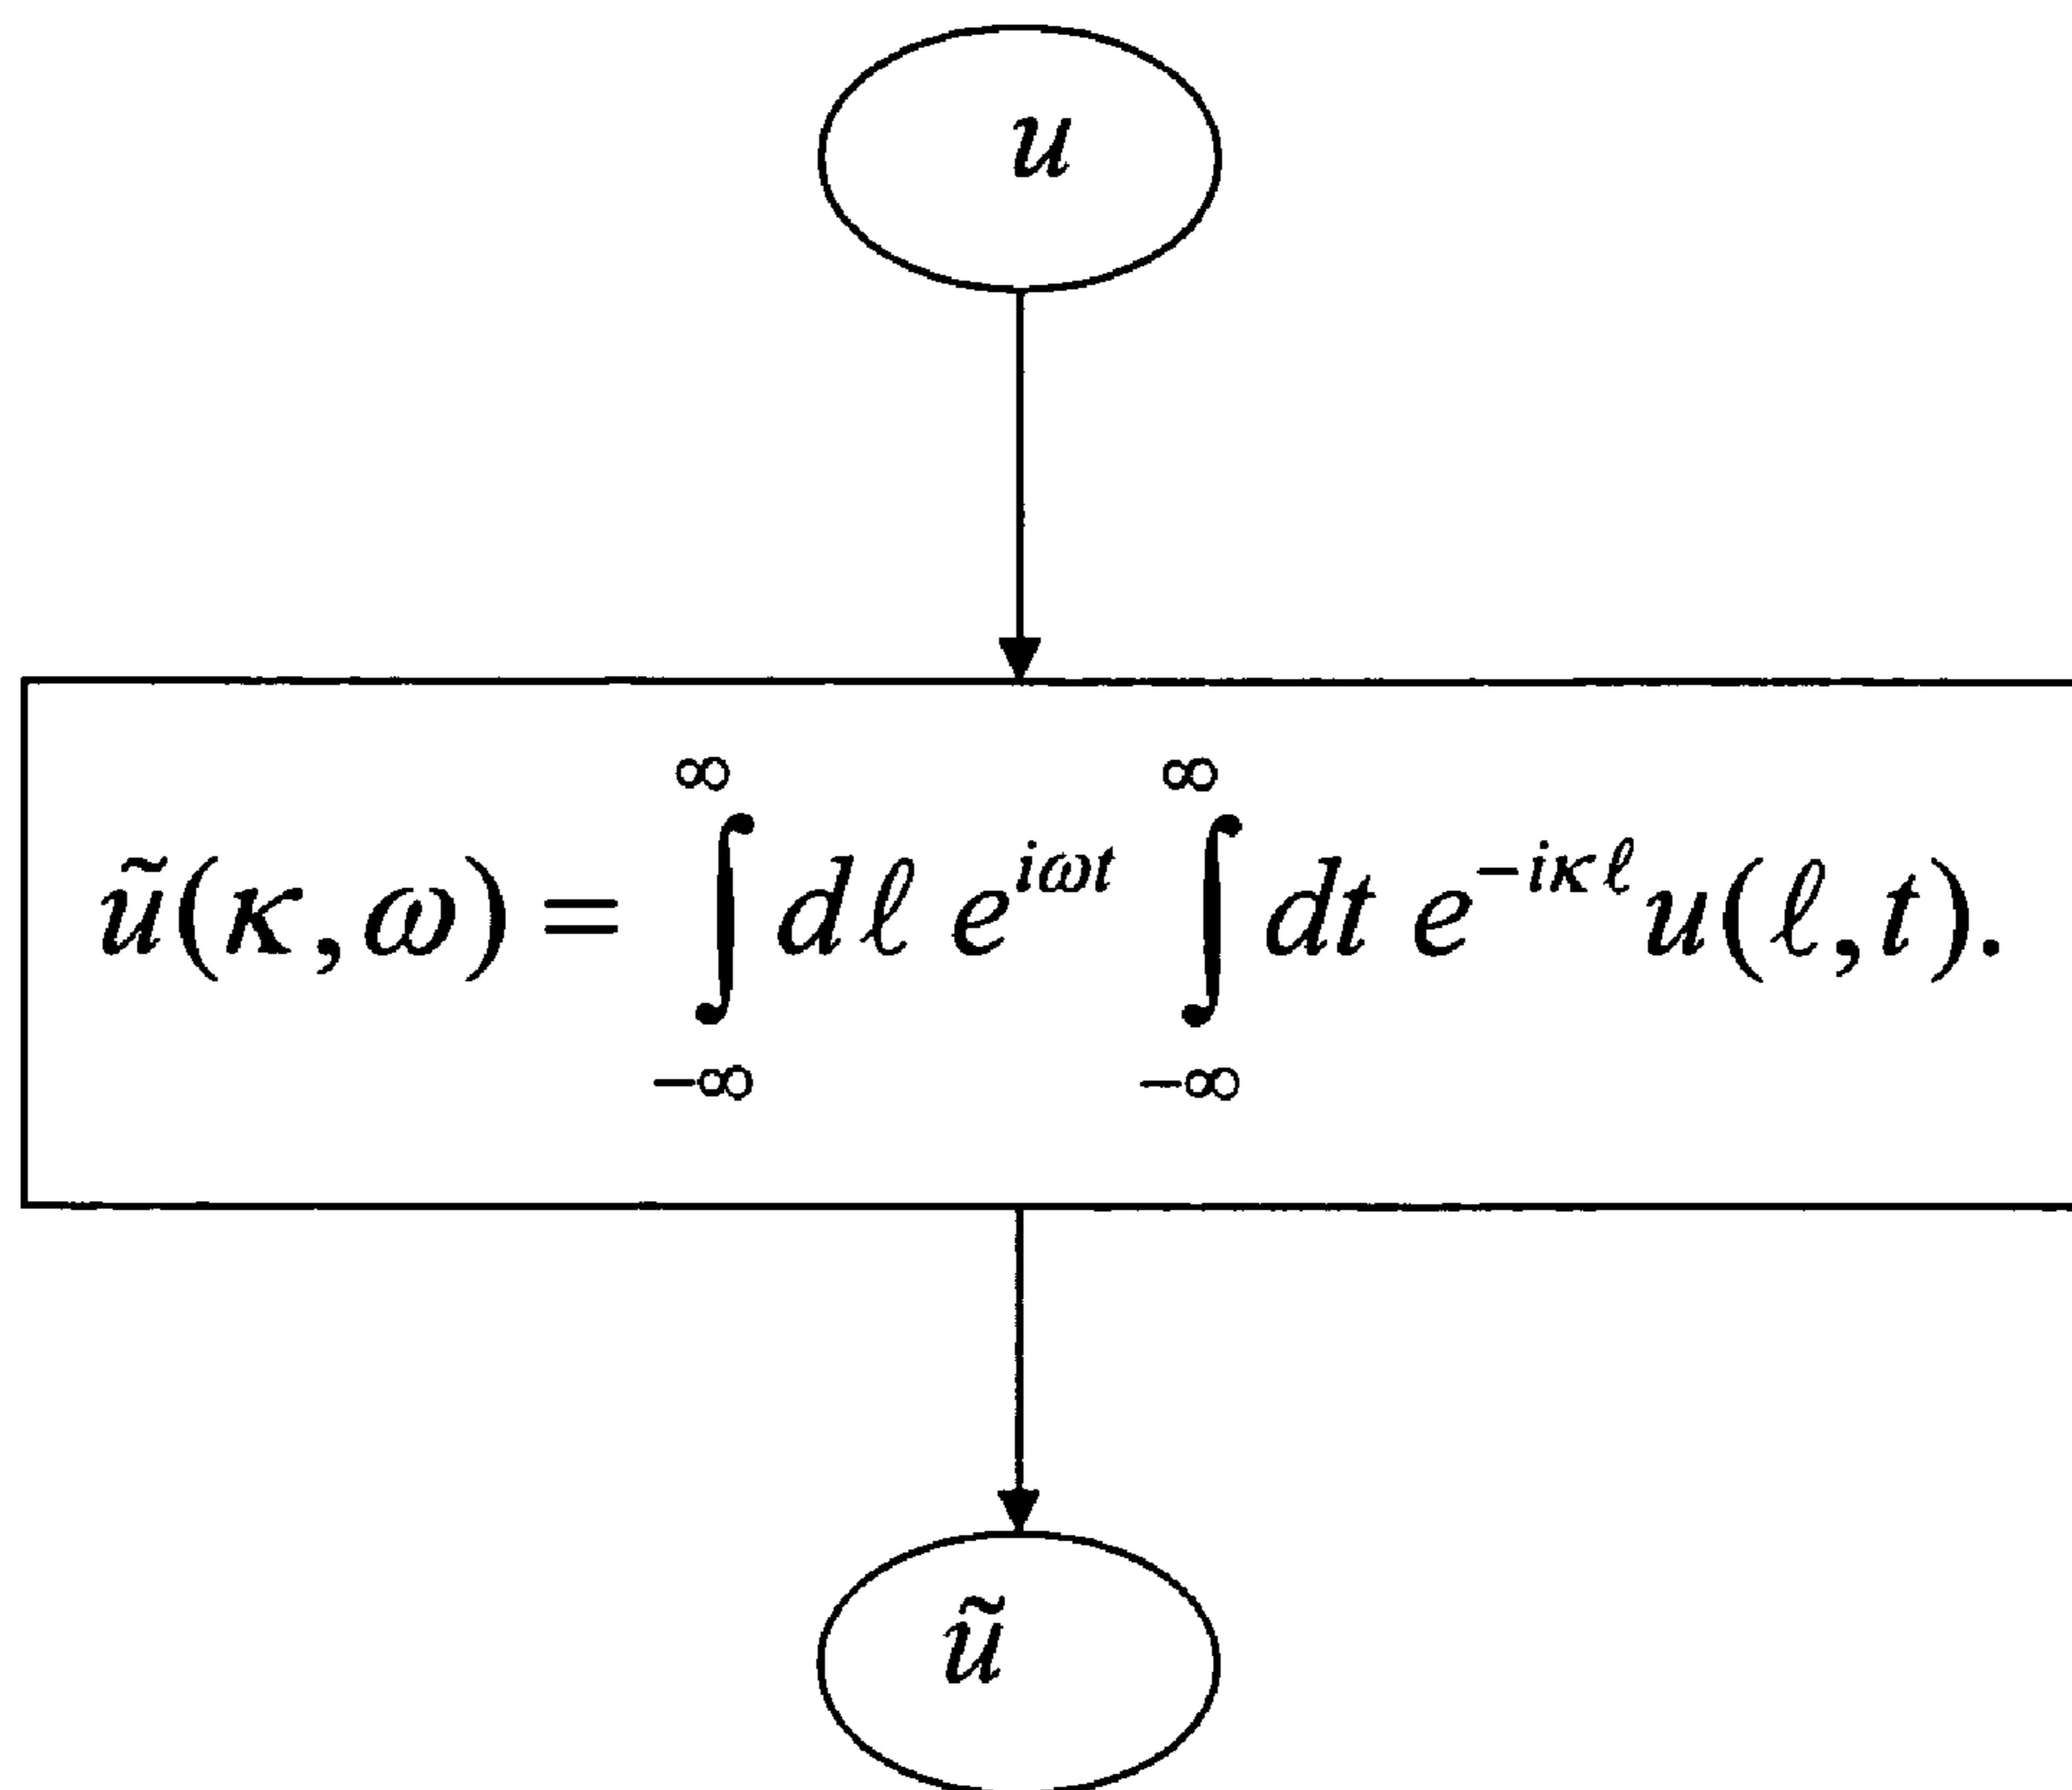 u
ũ(κ,ω) = ∫_{-∞}^{∞} dℓ e^{iωt} ∫_{-∞}^{∞} dt e^{-iκℓ} u(ℓ,t).
ũ